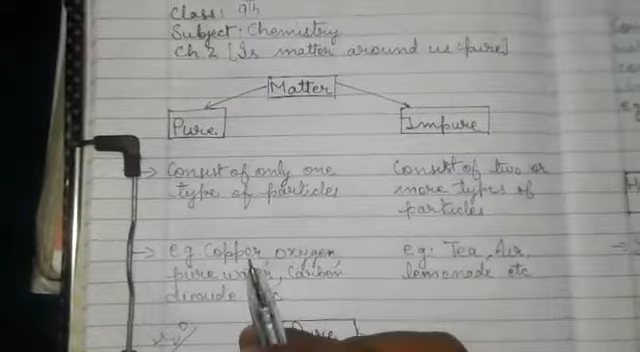 Class: 9th
Subject: Chemistry
Ch 2 [Is matter around us pure]
Matter
Pure
Impure
Consist of only one
type of particles
Consist of two or
more types of
particles
e.g. Copper, oxygen,
pure water, Carbon
dioxide
e.g. Tea, Air,
lemonade etc
Pure